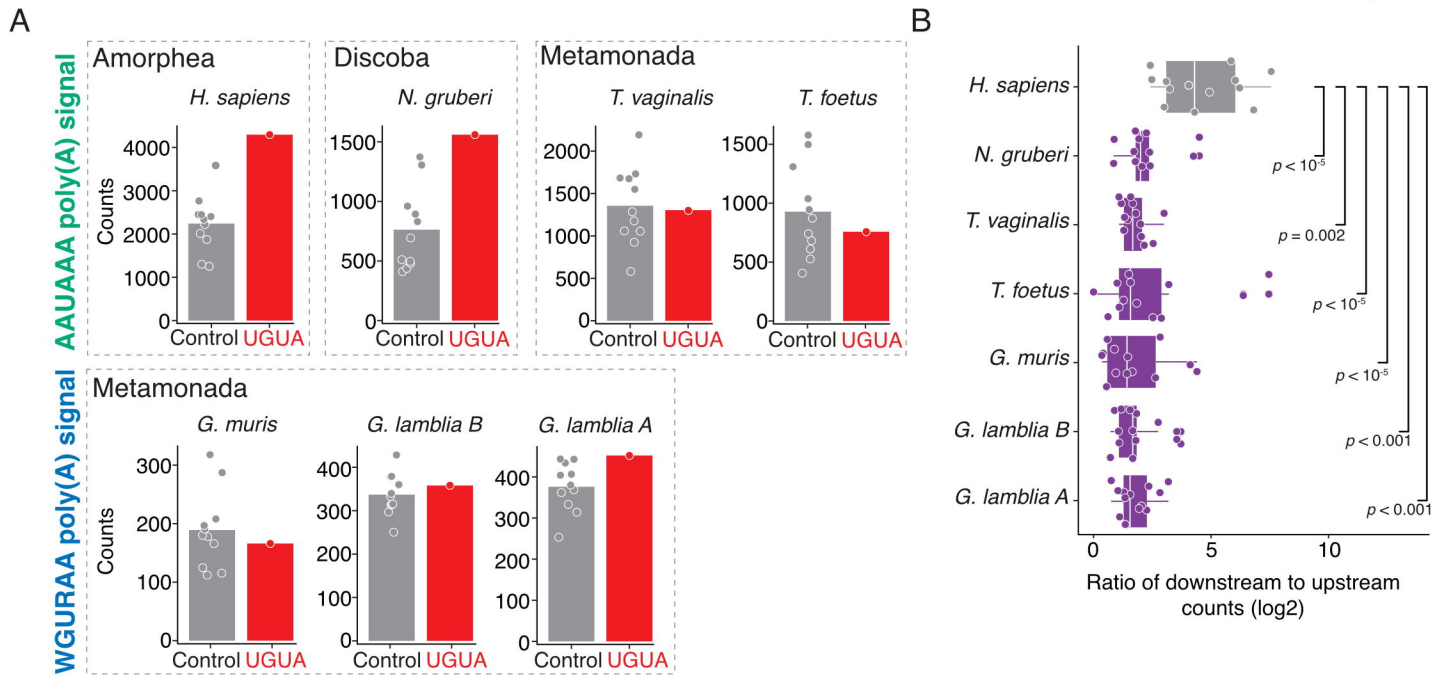 A
AAUAAA poly(A) signal
Amorphea
H. sapiens
Counts
4000
3000
2000
1000
0
Control UGUA
Discoba
N. gruberi
1500
1000
500
0
Control UGUA
Metamonada
T. vaginalis
2000
1500
1000
500
0
Control UGUA
T. foetus
1500
1000
500
0
Control UGUA
WGURAA poly(A) signal
Metamonada
G. muris
Counts
300
200
100
0
Control UGUA
G. lamblia B
400
300
200
100
0
Control UGUA
G. lamblia A
400
300
200
100
0
Control UGUA
B
H. sapiens
N. gruberi
T. vaginalis
T. foetus
G. muris
G. lamblia B
G. lamblia A
p < 10-5
p = 0.002
p < 10-5
p < 10-5
p < 0.001
p < 0.001
0
5
10
Ratio of downstream to upstream
counts (log2)